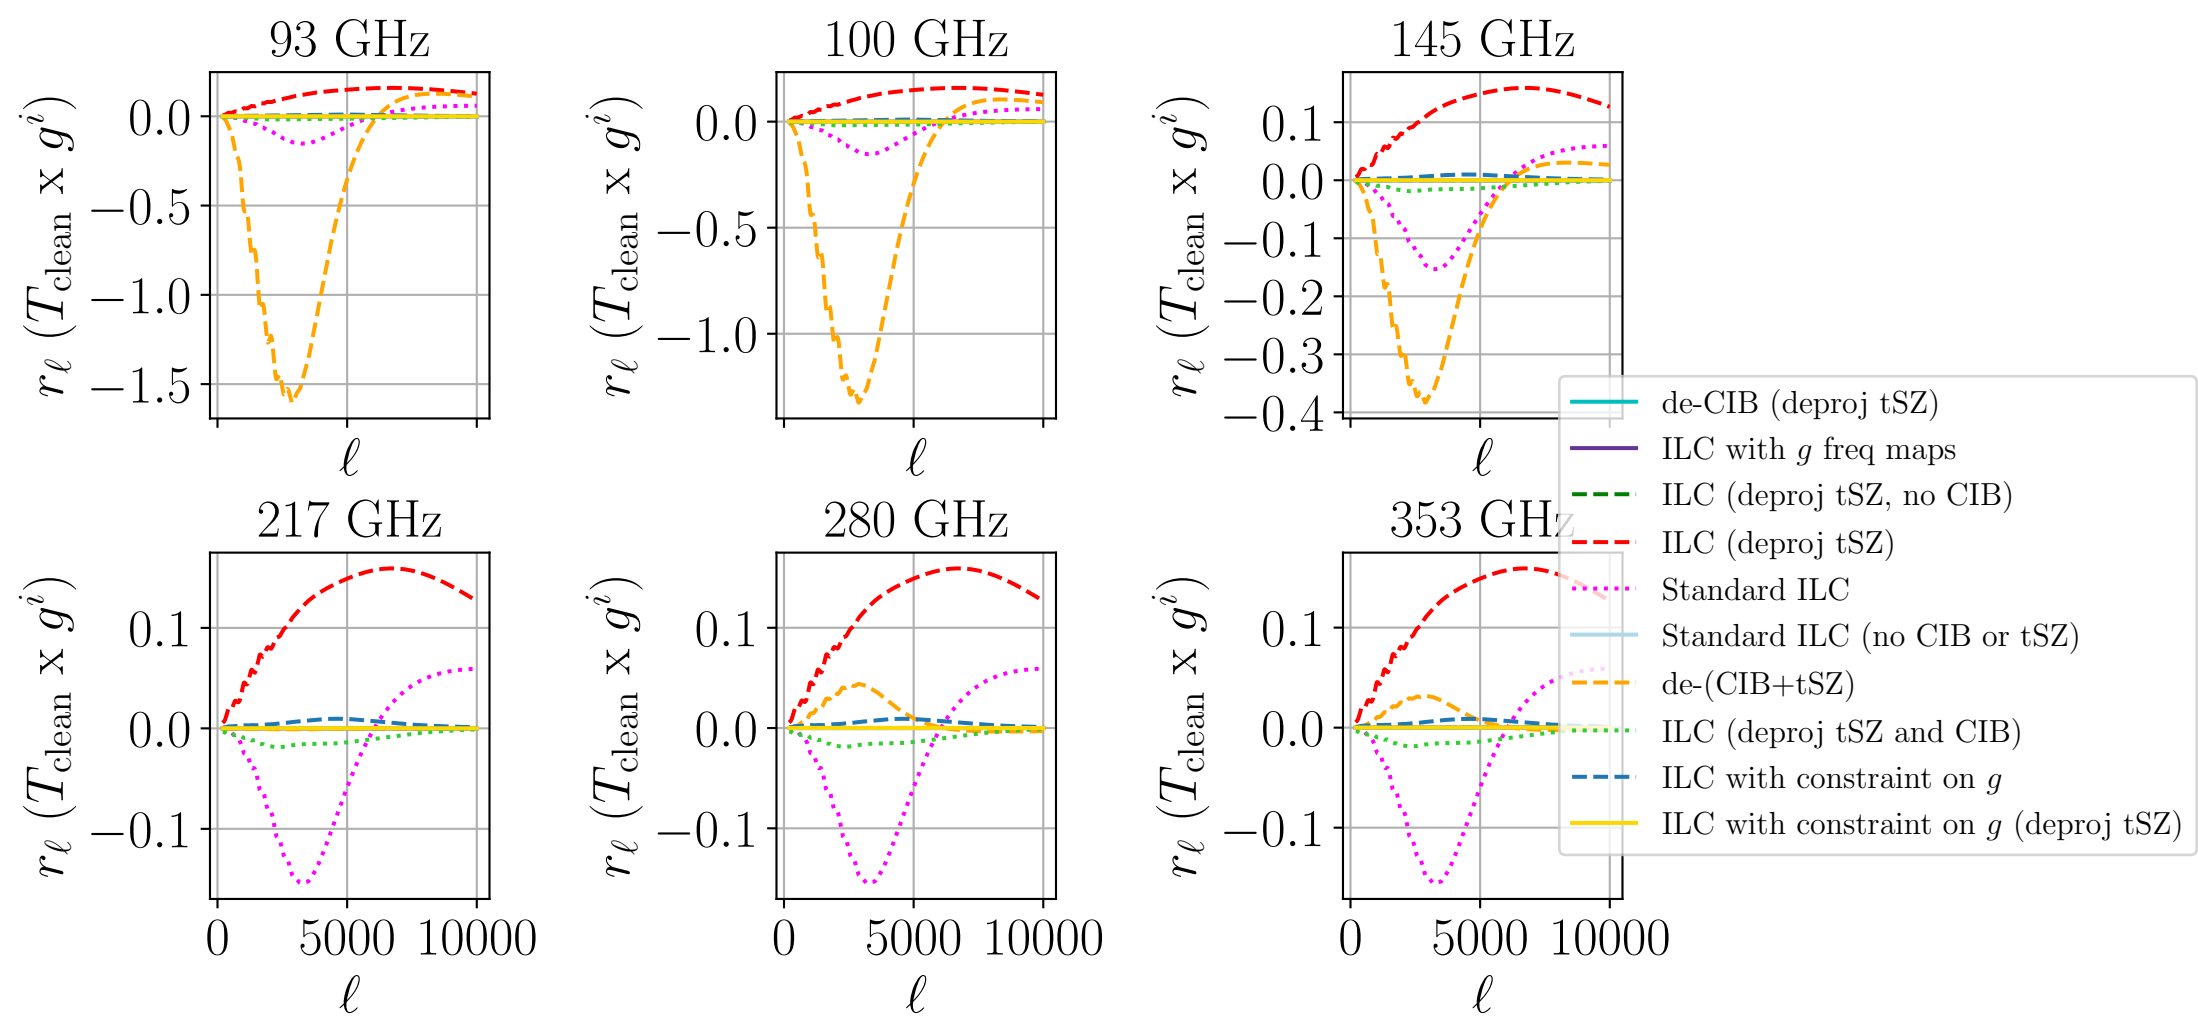 93 GHz
100 GHz
145 GHz
r_ℓ (T_clean x g^i)
0.0
−0.5
−1.0
−1.5
ℓ
r_ℓ (T_clean x g^i)
0.0
−0.5
−1.0
ℓ
r_ℓ (T_clean x g^i)
0.1
0.0
−0.1
−0.2
−0.3
−0.4
ℓ
217 GHz
280 GHz
353 GHz
r_ℓ (T_clean x g^i)
0.1
0.0
−0.1
0 5000 10000
ℓ
r_ℓ (T_clean x g^i)
0.1
0.0
−0.1
0 5000 10000
ℓ
r_ℓ (T_clean x g^i)
0.1
0.0
−0.1
0 5000 10000
ℓ
de-CIB (deproj tSZ)
ILC with g freq maps
ILC (deproj tSZ, no CIB)
ILC (deproj tSZ)
Standard ILC
Standard ILC (no CIB or tSZ)
de-(CIB+tSZ)
ILC (deproj tSZ and CIB)
ILC with constraint on g
ILC with constraint on g (deproj tSZ)